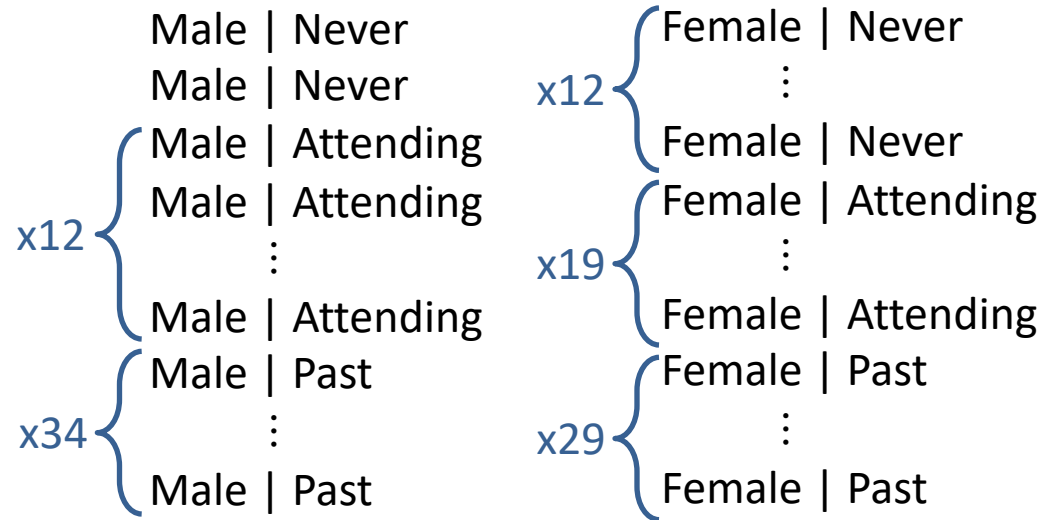 Male | Never
Male | Never
x12
Male | Attending
Male | Attending
⋮
Male | Attending
x34
Male | Past
⋮
Male | Past
x12
Female | Never
⋮
Female | Never
x19
Female | Attending
⋮
Female | Attending
x29
Female | Past
⋮
Female | Past